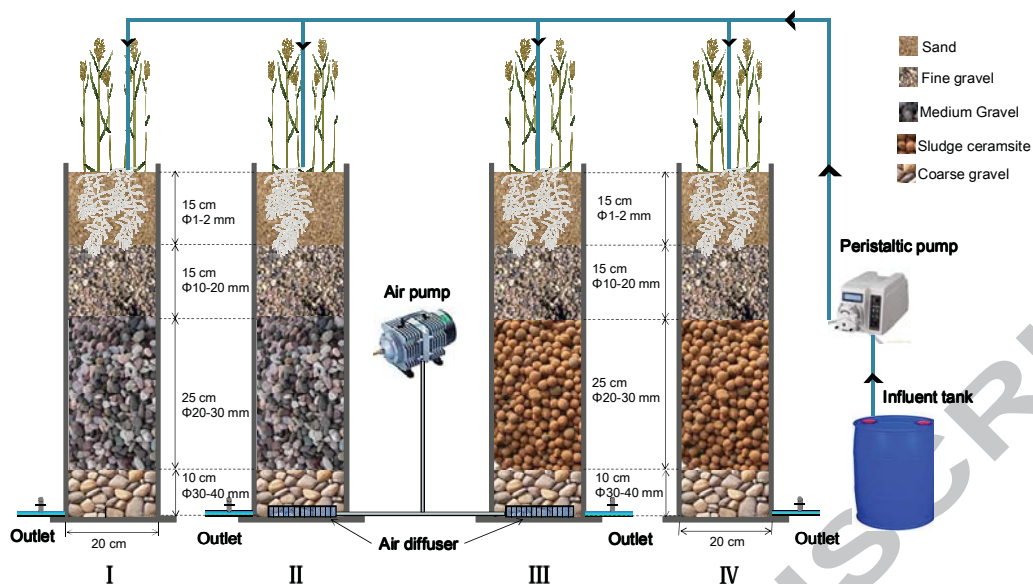 Sand
Fine gravel
Medium Gravel
Sludge ceramsite
Coarse gravel
15 cm
Φ1-2 mm
15 cm
Φ10-20 mm
25 cm
Φ20-30 mm
10 cm
Φ30-40 mm
15 cm
Φ1-2 mm
15 cm
Φ10-20 mm
25 cm
Φ20-30 mm
10 cm
Φ30-40 mm
Air pump
Peristaltic pump
Influent tank
Outlet
Outlet
Air diffuser
Outlet
Outlet
20 cm
20 cm
I
II
III
IV